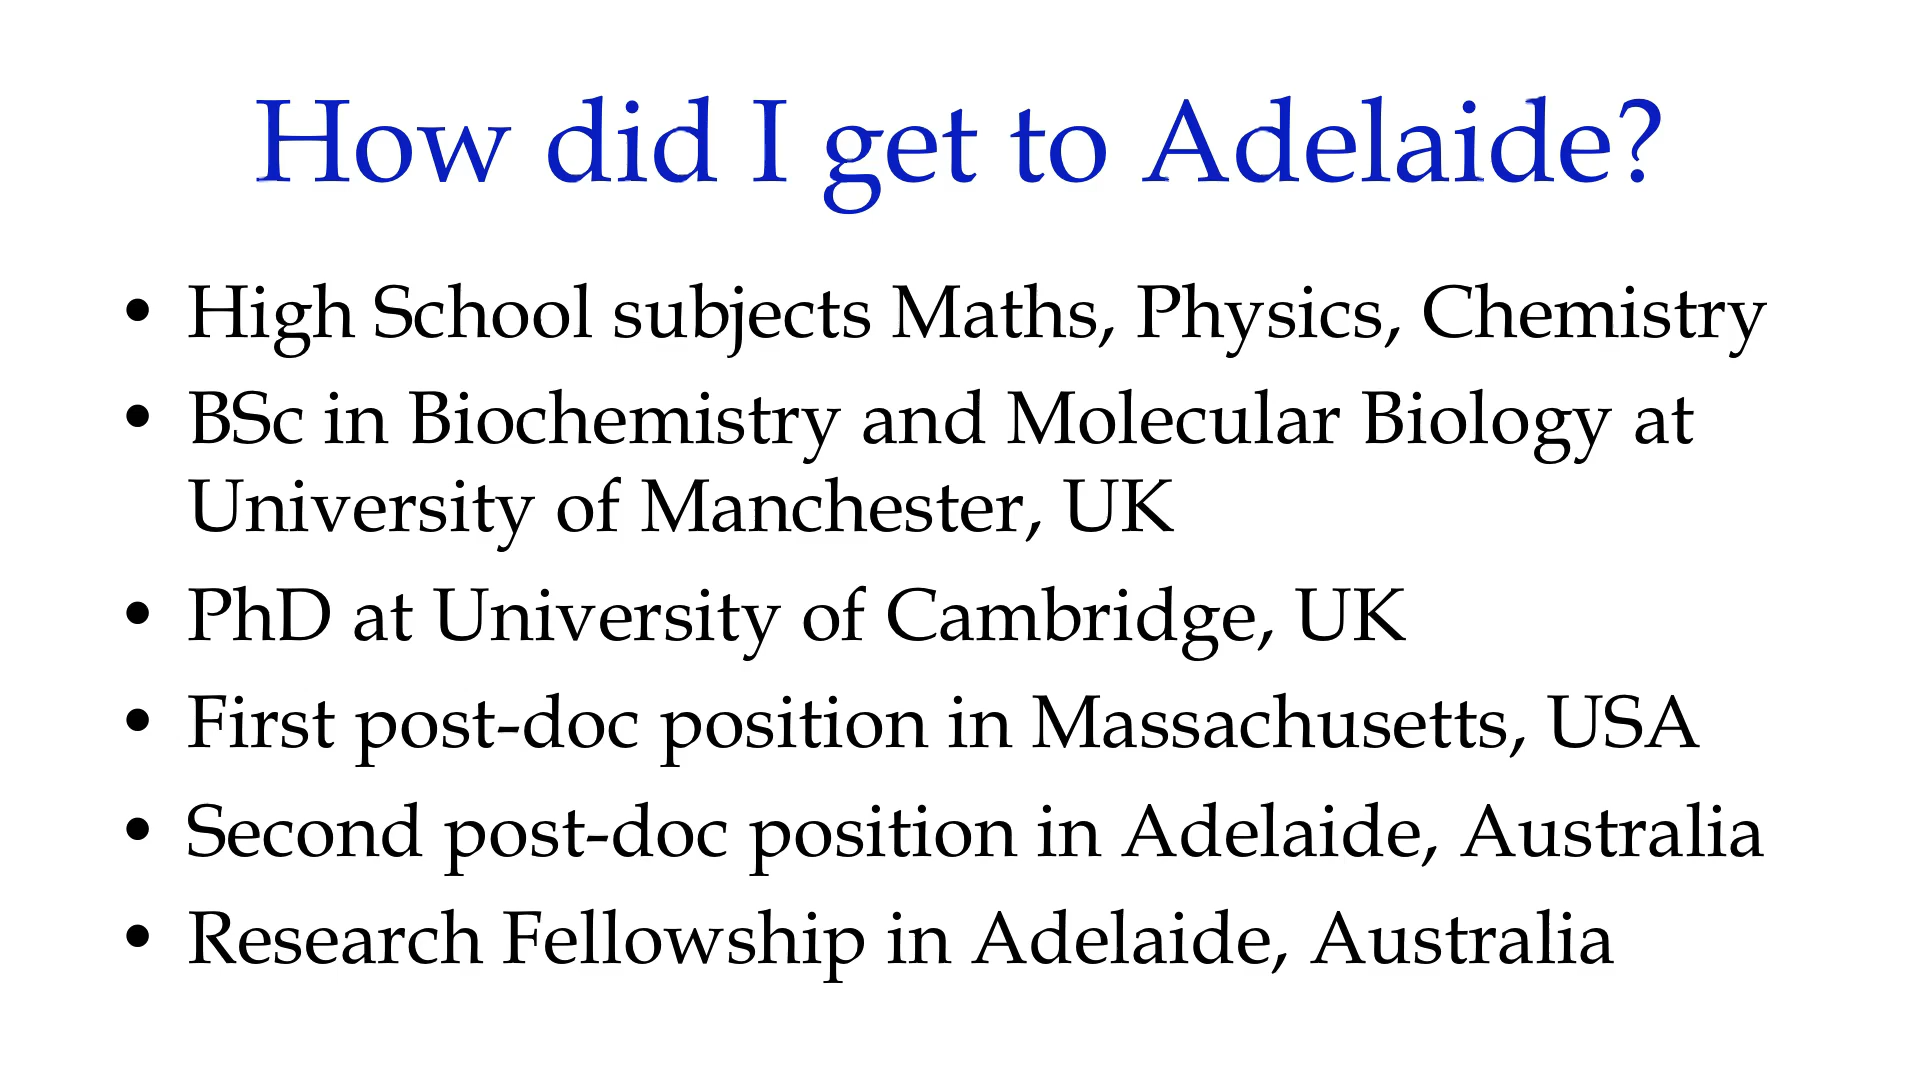 How did I get to Adelaide?
• High School subjects Maths, Physics, Chemistry
• BSc in Biochemistry and Molecular Biology at
University of Manchester, UK
• PhD at University of Cambridge, UK
• First post-doc position in Massachusetts, USA
• Second post-doc position in Adelaide, Australia
• Research Fellowship in Adelaide, Australia